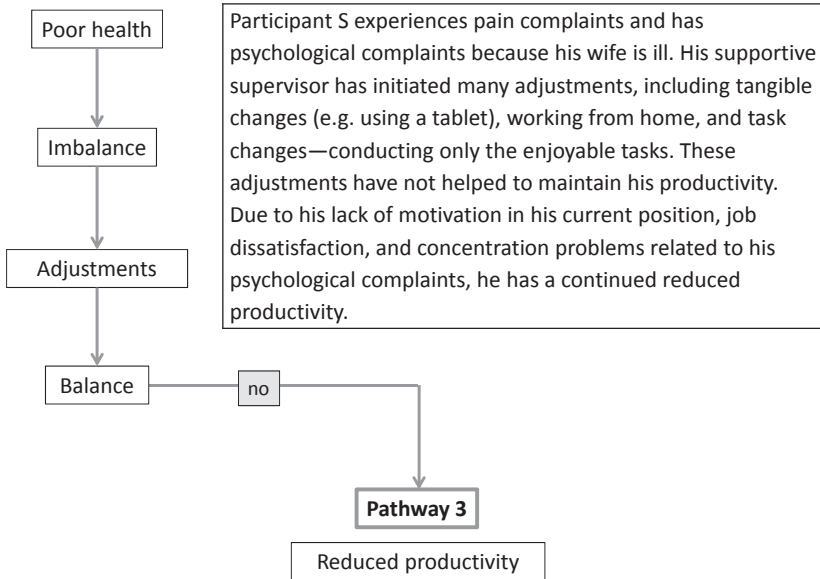 Poor health
Participant S experiences pain complaints and has
psychological complaints because his wife is ill. His supportive
supervisor has initiated many adjustments, including tangible
changes (e.g. using a tablet), working from home, and task
changes—conducting only the enjoyable tasks. These
adjustments have not helped to maintain his productivity.
Due to his lack of motivation in his current position, job
dissatisfaction, and concentration problems related to his
psychological complaints, he has a continued reduced
productivity.
Imbalance
Adjustments
Balance
no
Pathway 3
Reduced productivity